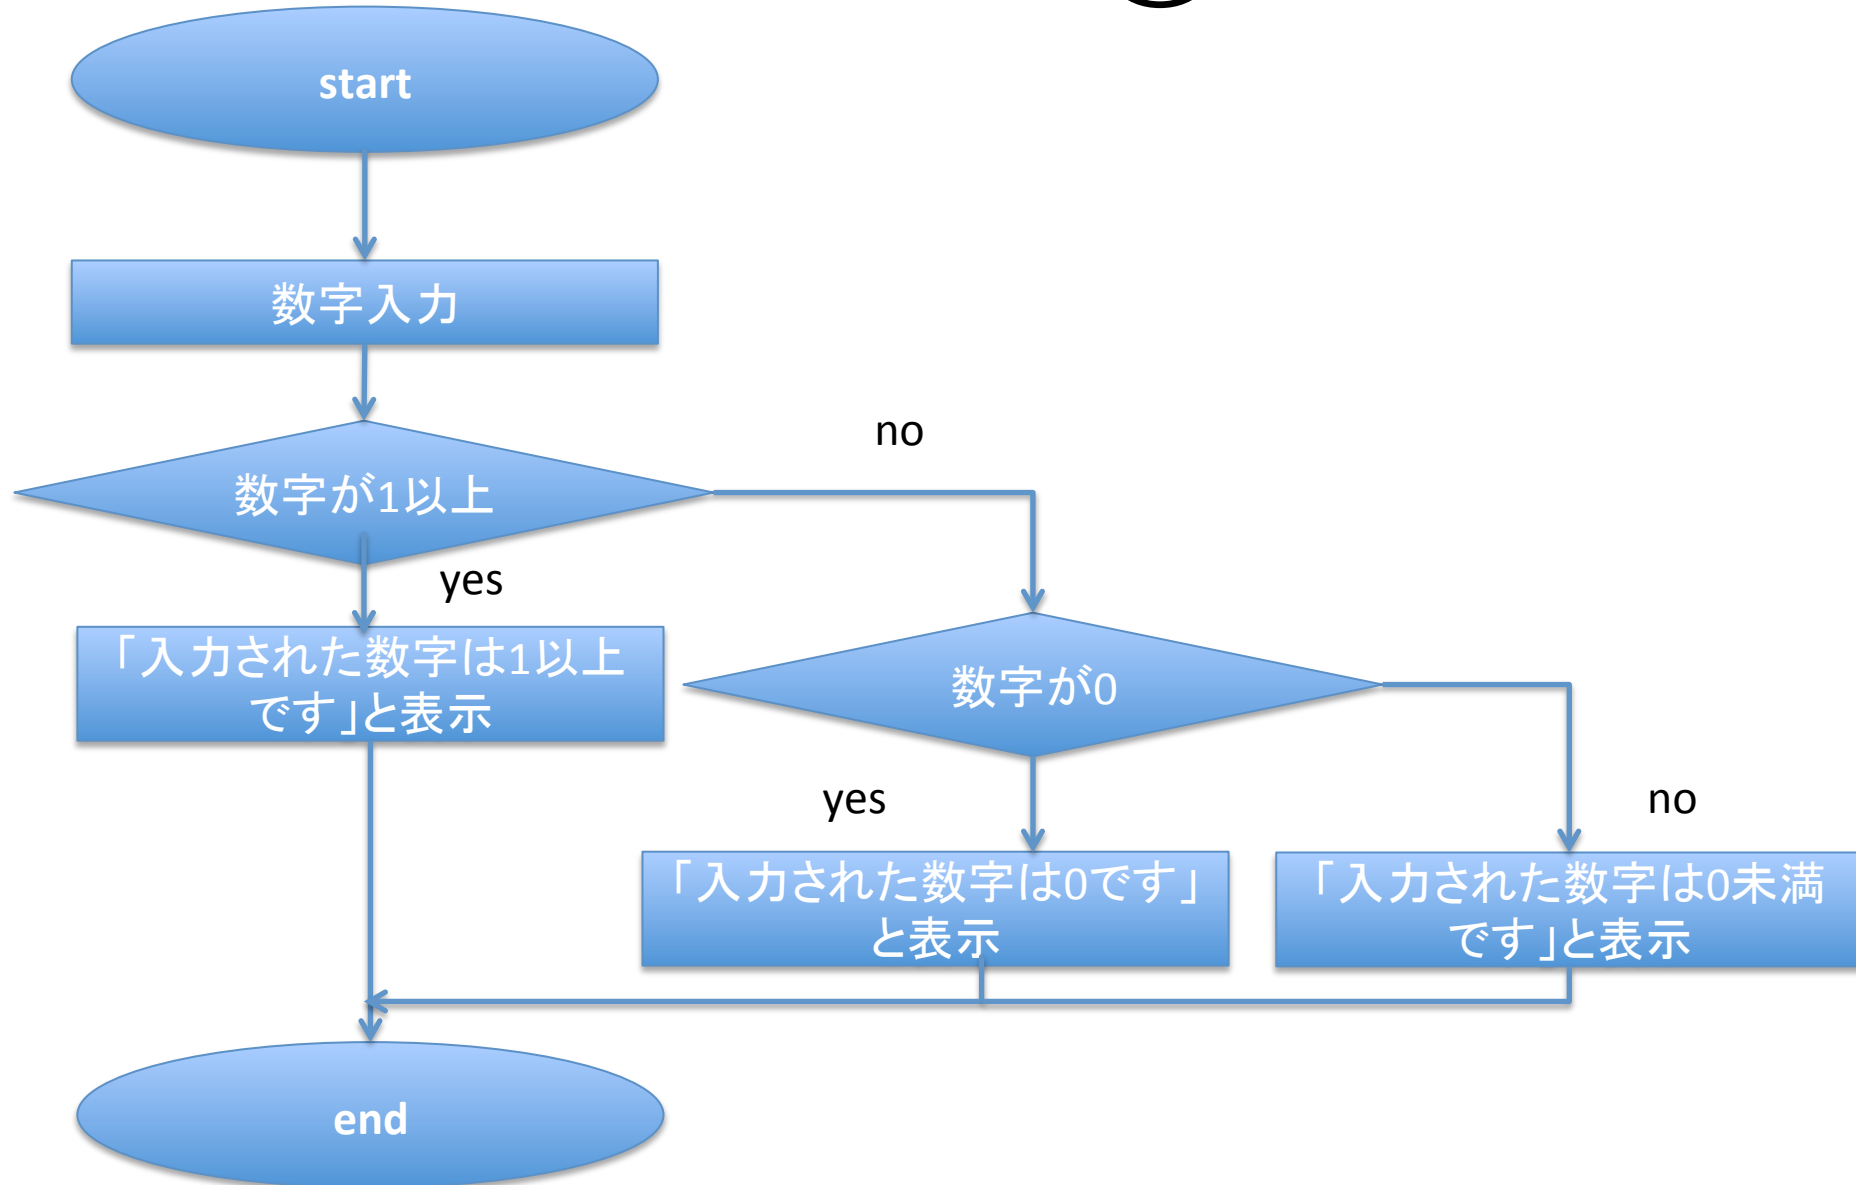 start
数字入力
no
数字が1以上
yes
「入力された数字は1以上
です」と表示
数字が0
yes
no
「入力された数字は0です」
と表示
「入力された数字は0未満
です」と表示
end